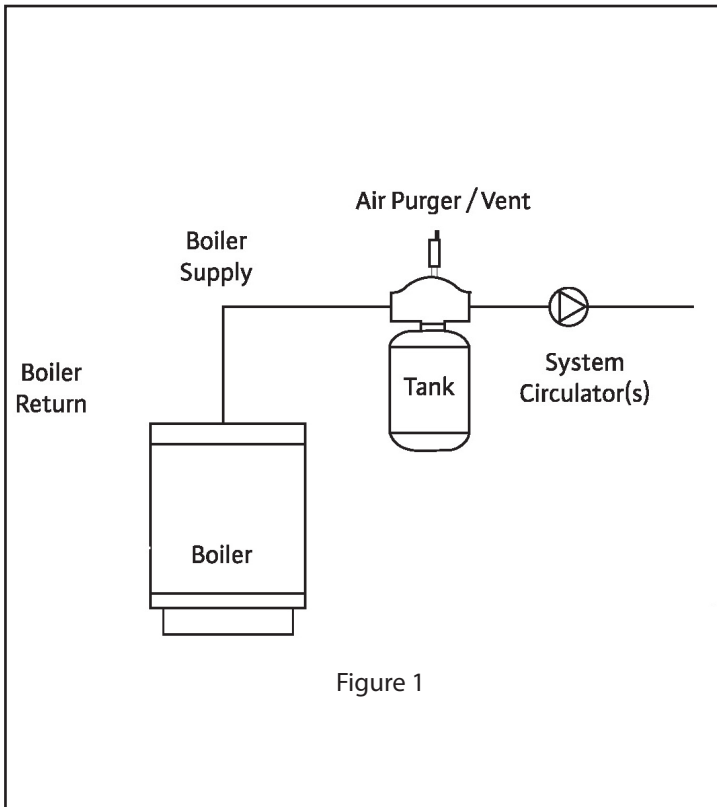 Air Purger / Vent
Boiler
Supply
Boiler
Return
Tank
System
Circulator(s)
Boiler
Figure 1